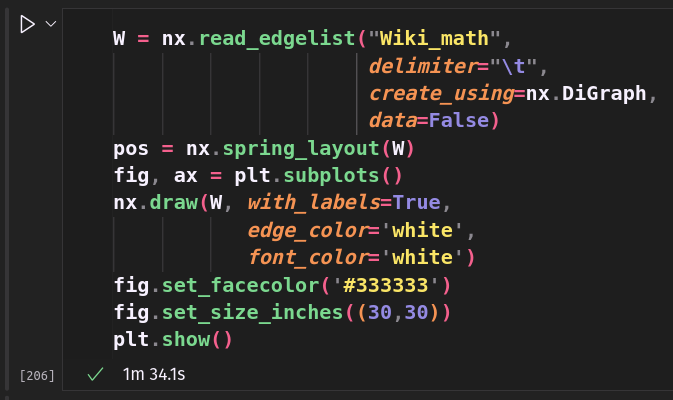 W = nx.read_edgelist("Wiki_math",
delimiter="\t",
create_using=nx.DiGraph,
data=False)
pos = nx.spring_layout(W)
fig, ax = plt.subplots()
nx.draw(W, with_labels=True,
edge_color='white',
font_color='white')
fig.set_facecolor('#333333')
fig.set_size_inches((30,30))
plt.show()
[206] 1m 34.1s